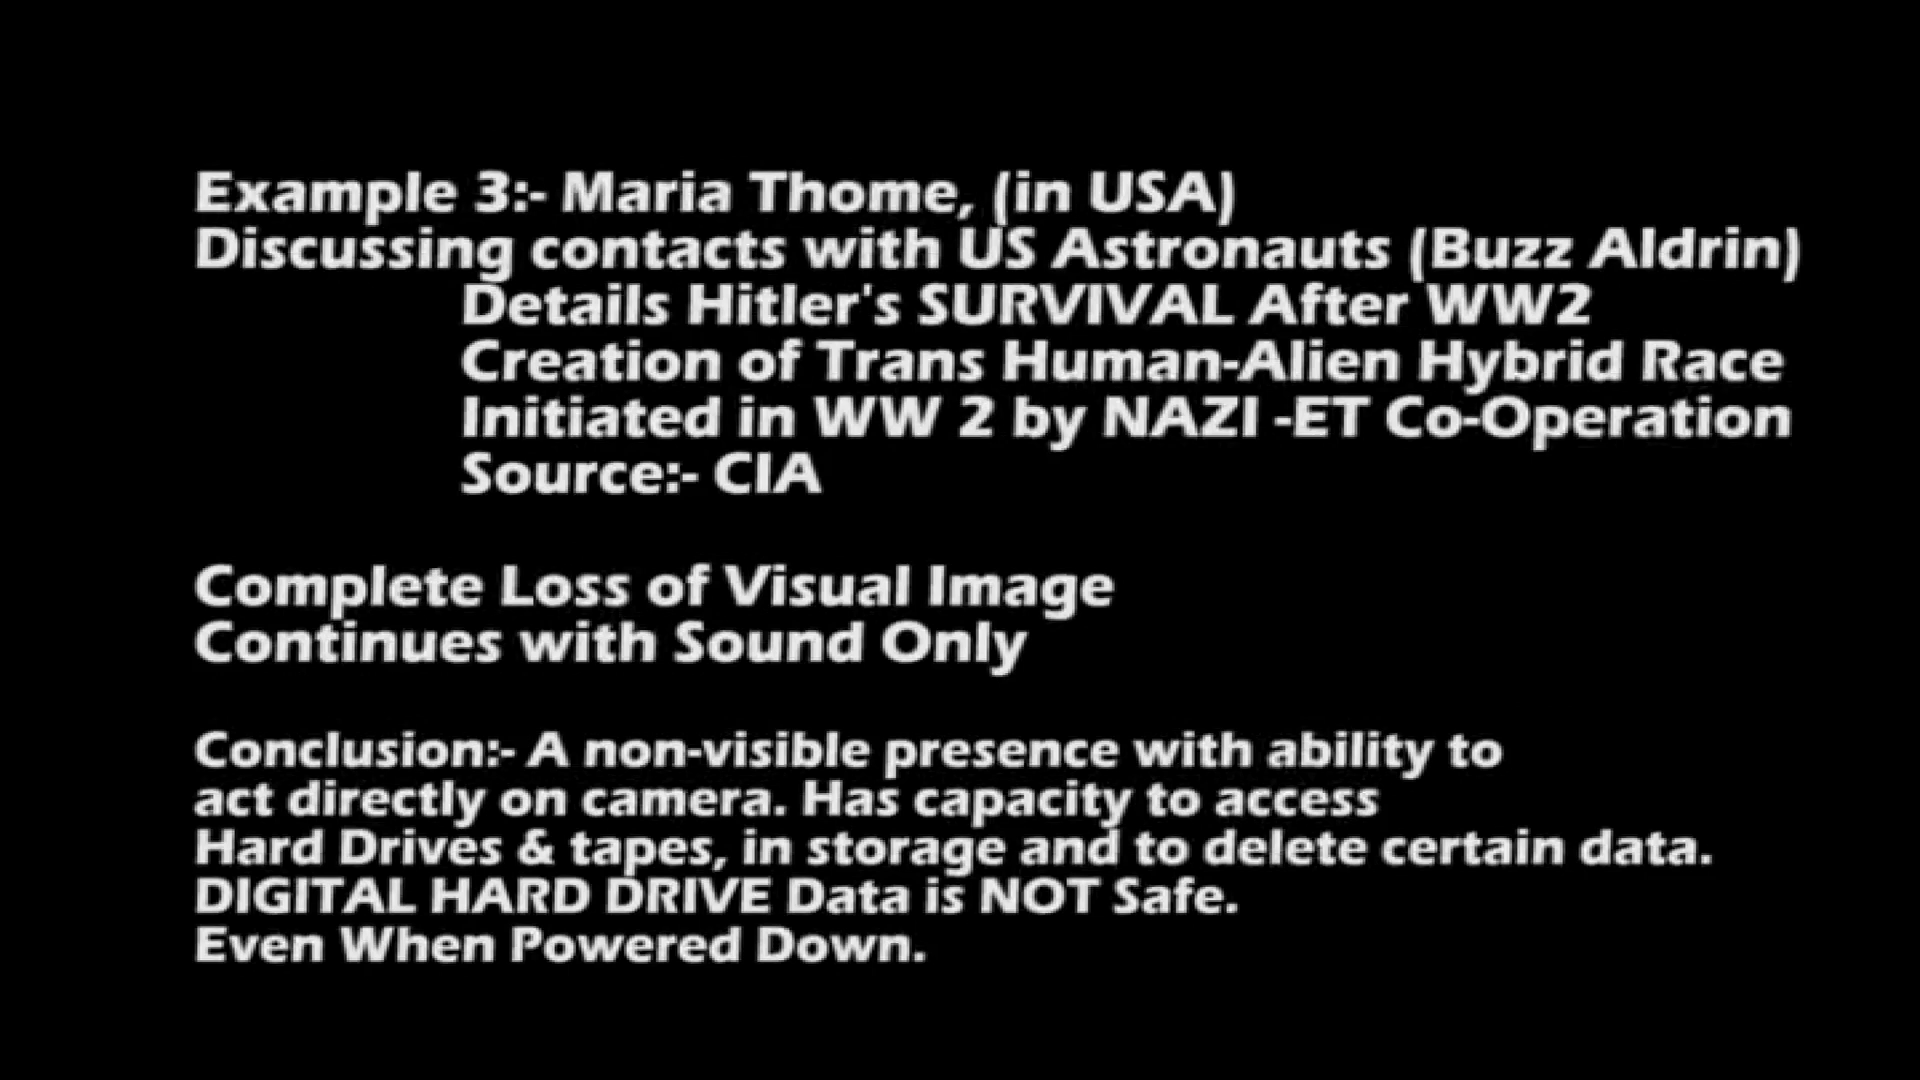 Example 3:- Maria Thome, (in USA)
Discussing contacts with US Astronauts (Buzz Aldrin)
Details Hitler's SURVIVAL After WW2
Creation of Trans Human-Alien Hybrid Race
Initiated in WW 2 by NAZI -ET Co-Operation
Source:- CIA
Complete Loss of Visual Image
Continues with Sound Only
Conclusion:- A non-visible presence with ability to
act directly on camera. Has capacity to access
Hard Drives & tapes, in storage and to delete certain data.
DIGITAL HARD DRIVE Data is NOT Safe.
Even When Powered Down.